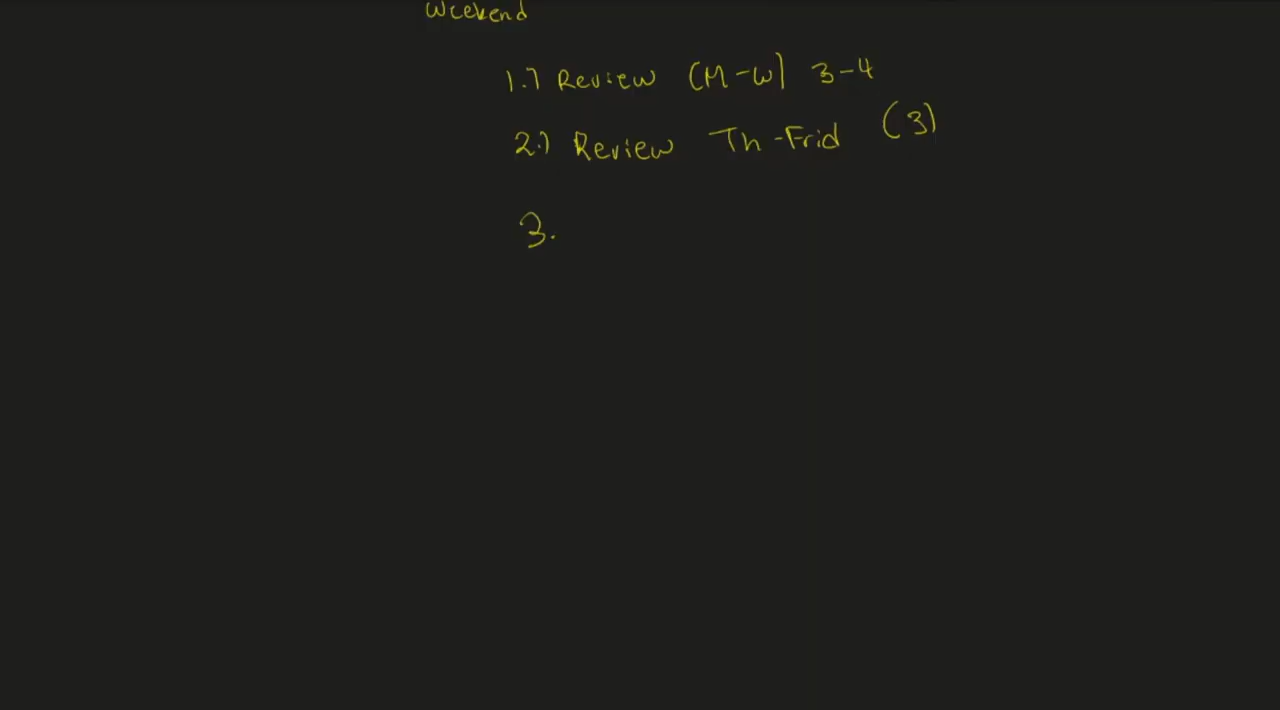 Weekend
1.) Review (M-W) 3-4
2.) Review Th-Frid (3)
3.